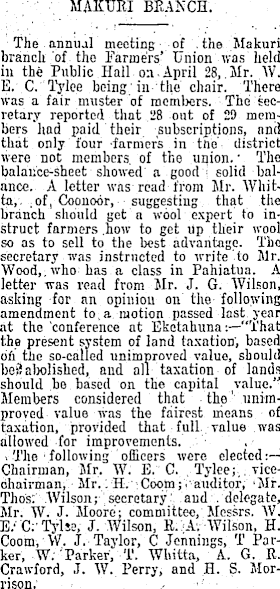 MAKURI BRANCH.
The annual meeting of the Makuri
branch of the Farmers' Union was held
in the Public Hall on April 28, Mr. W.
E. C. Tylee being in the chair. There
was a fair muster of members. The sec-
retary reported that 28 out of 29 mem-
bers had paid their subscriptions, and
that only four farmers in the district
were not members of the union. The
balance-sheet showed a good solid bal-
ance. A letter was read from Mr. Whit-
ta, of Coonoor, suggesting that the
branch should get a wool expert to in-
struct farmers how to get up their wool
so as to sell to the best advantage. The
secretary was instructed to write to Mr.
Wood, who has a class in Pahiatua. A
letter was read from Mr. J. G. Wilson,
asking for an opinion on the following
amendment to a motion passed last year
at the conference at Eketahuna:—"That
the present system of land taxation, based
on the so-called unimproved value, should
be abolished, and all taxation of lands
should be based on the capital value."
Members considered that the unim-
proved value was the fairest means of
taxation, provided that full value was
allowed for improvements.
The following officers were elected:—
Chairman, Mr. W. E. C. Tylee; vice-
chairman, Mr. H. Coom; auditor, Mr.
Thos. Wilson; secretary and delegate,
Mr. W. J. Moore; committee, Messrs. W.
E. C. Tylee, J. Wilson, R. A. Wilson, H.
Coom, W. J. Taylor, C Jennings, T Par-
ker, W. Parker, T. Whitta, A. G. R.
Crawford, J. W. Perry, and H. S. Mor-
rison.